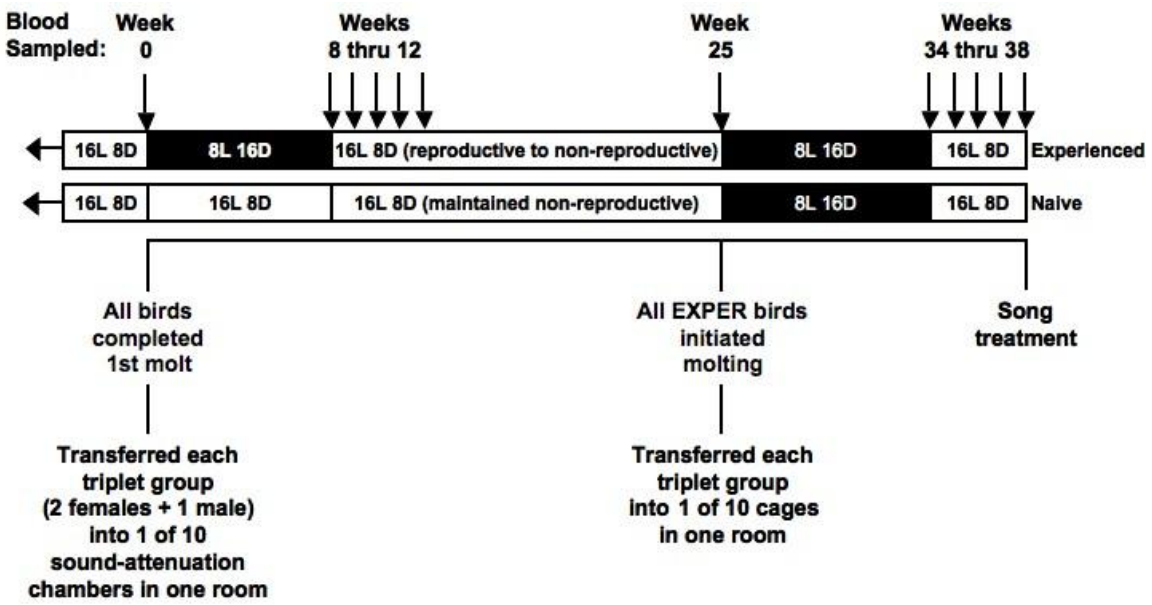 Blood Week Weeks Week Weeks
Sampled: 0 8 thru 12 25 34 thru 38
16L 8D 8L 16D 16L 8D (reproductive to non-reproductive) 8L 16D 16L 8D Experienced
16L 8D 16L 8D 16L 8D (maintained non-reproductive) 8L 16D 16L 8D Naive
All birds
completed
1st molt
All EXPER birds
initiated
molting
Song
treatment
Transferred each
triplet group
(2 females + 1 male)
into 1 of 10
sound-attenuation
chambers in one room
Transferred each
triplet group
into 1 of 10 cages
in one room